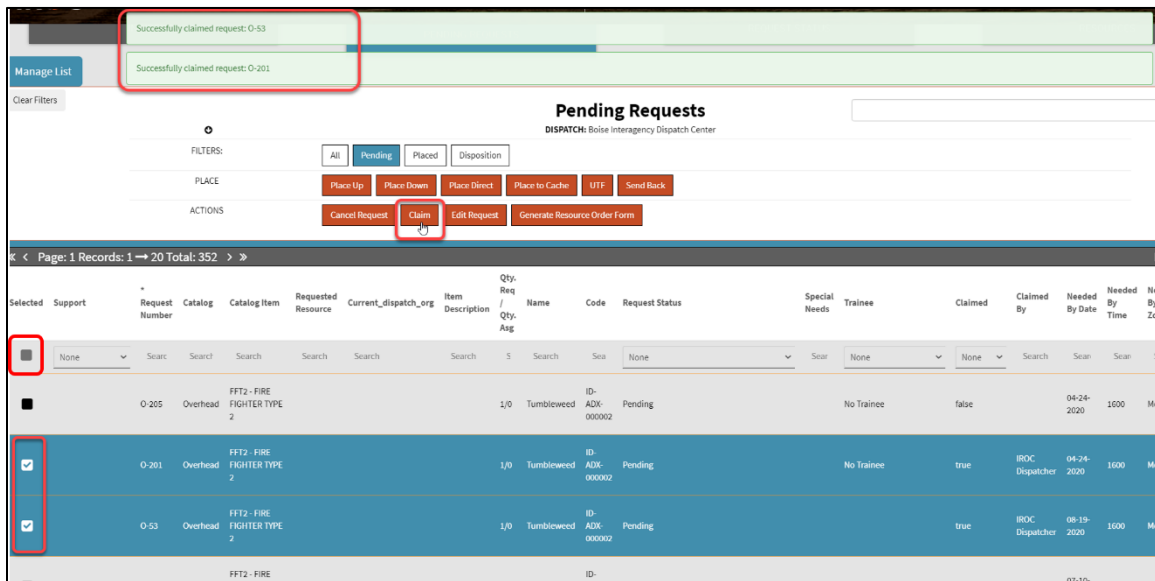 Successfully claimed request: O-53
Manage List
Successfully claimed request: O-201
Clear Filters
Pending Requests
DISPATCH: Boise Interagency Dispatch Center
FILTERS:
All Pending Placed Disposition
PLACE
Place Up Place Down Place Direct Place to Cache UTF Send Back
ACTIONS
Cancel Request Claim Edit Request Generate Resource Order Form
« < Page: 1 Records: 1 → 20 Total: 352 > »
Selected Support * Request Number Catalog Catalog Item Requested Resource Current_dispatch_org Item Description Qty. Req / Qty. Asg Name Code Request Status Special Needs Trainee Claimed Claimed By Needed By Date Needed By Time
None Searc Search Search Search Search Search S Search Sea None Sear None None Search Sear Sear
O-205 Overhead FFT2 - FIRE FIGHTER TYPE 2 1/0 Tumbleweed ID-ADX-000002 Pending No Trainee false 04-24-2020 1600
O-201 Overhead FFT2 - FIRE FIGHTER TYPE 2 1/0 Tumbleweed ID-ADX-000002 Pending No Trainee true IROC Dispatcher 04-24-2020 1600
O-53 Overhead FFT2 - FIRE FIGHTER TYPE 2 1/0 Tumbleweed ID-ADX-000002 Pending true IROC Dispatcher 08-19-2020 1600
FFT2 - FIRE ID-